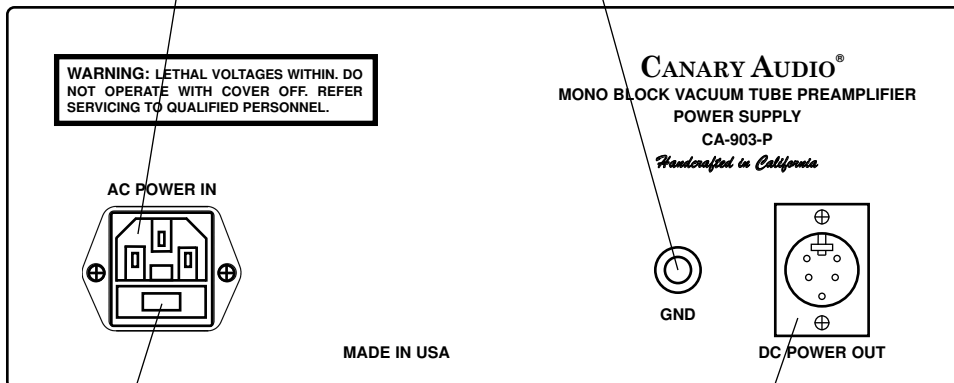 WARNING: LETHAL VOLTAGES WITHIN. DO
NOT OPERATE WITH COVER OFF. REFER
SERVICING TO QUALIFIED PERSONNEL.
CANARY AUDIO®
MONO BLOCK VACUUM TUBE PREAMPLIFIER
POWER SUPPLY
CA-903-P
Handcrafted in California
AC POWER IN
GND
MADE IN USA
DC POWER OUT